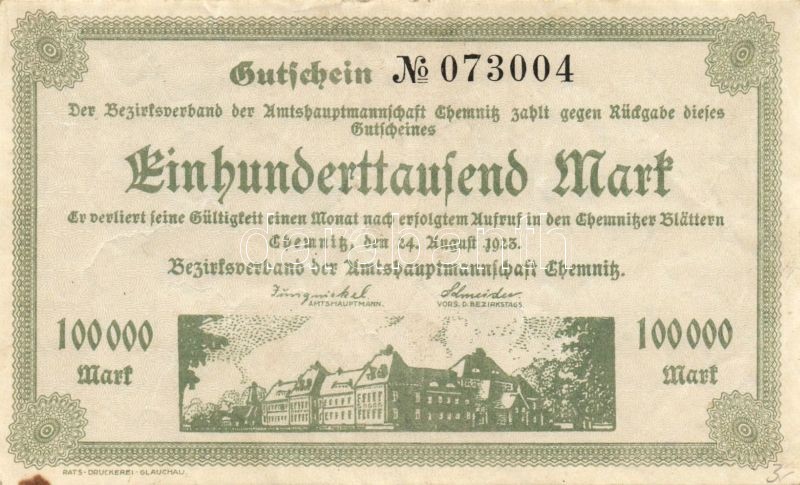 Gutschein № 073004
Der Bezirksverband der Amtshauptmannschaft Chemnitz zahlt gegen Rückgabe dieses
Gutscheines
Einhunderttausend Mark
Er verliert seine Gültigkeit einen Monat nach erfolgtem Aufruf in den Chemnitzer Blättern
Chemnitz, den 24. August 1923.
Bezirksverband der Amtshauptmannschaft Chemnitz.
Jungnickel Schneider
AMTSHAUPTMANN. VORS. D. BEZIRKSTAGS.
100000 100000
Mark Mark
RATS-DRUCKEREI-GLAUCHAU.